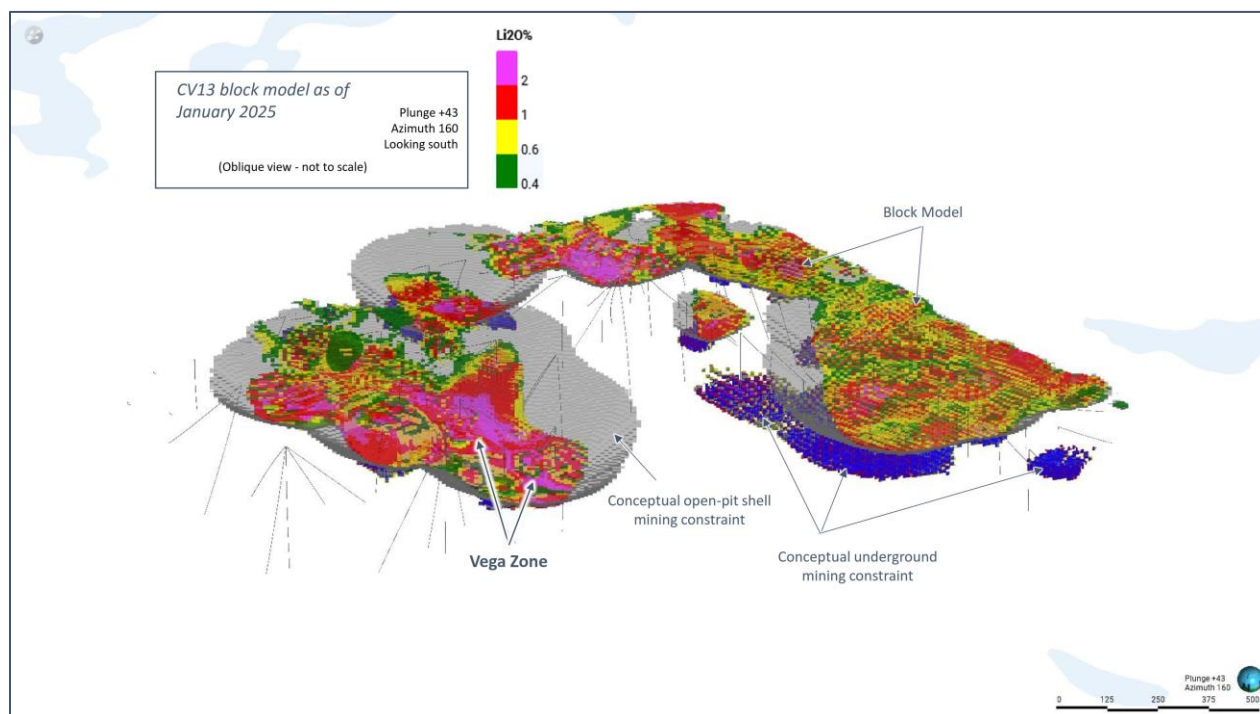 Li2O%
2
1
0.6
0.4
CV13 block model as of
January 2025
Plunge +43
Azimuth 160
Looking south
(Oblique view - not to scale)
Block Model
Conceptual open-pit shell
mining constraint
Vega Zone
Conceptual underground
mining constraint
Plunge +43
Azimuth 160
0 125 250 375 500